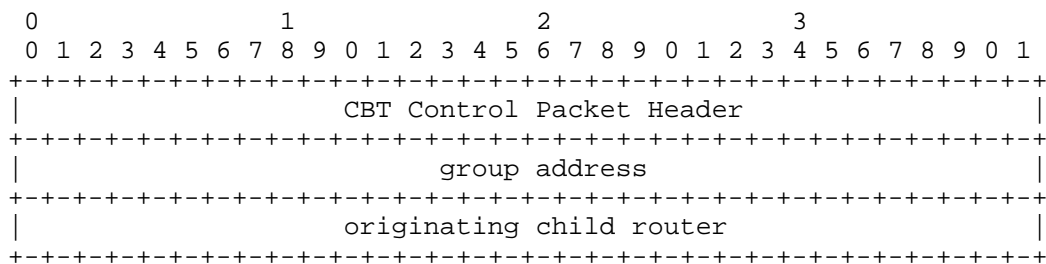 0               1               2               3
0 1 2 3 4 5 6 7 8 9 0 1 2 3 4 5 6 7 8 9 0 1 2 3 4 5 6 7 8 9 0 1
+-+-+-+-+-+-+-+-+-+-+-+-+-+-+-+-+-+-+-+-+-+-+-+-+-+-+-+-+-+-+-+-+
| CBT Control Packet Header |
+-+-+-+-+-+-+-+-+-+-+-+-+-+-+-+-+-+-+-+-+-+-+-+-+-+-+-+-+-+-+-+-+
| group address |
+-+-+-+-+-+-+-+-+-+-+-+-+-+-+-+-+-+-+-+-+-+-+-+-+-+-+-+-+-+-+-+-+
| originating child router |
+-+-+-+-+-+-+-+-+-+-+-+-+-+-+-+-+-+-+-+-+-+-+-+-+-+-+-+-+-+-+-+-+